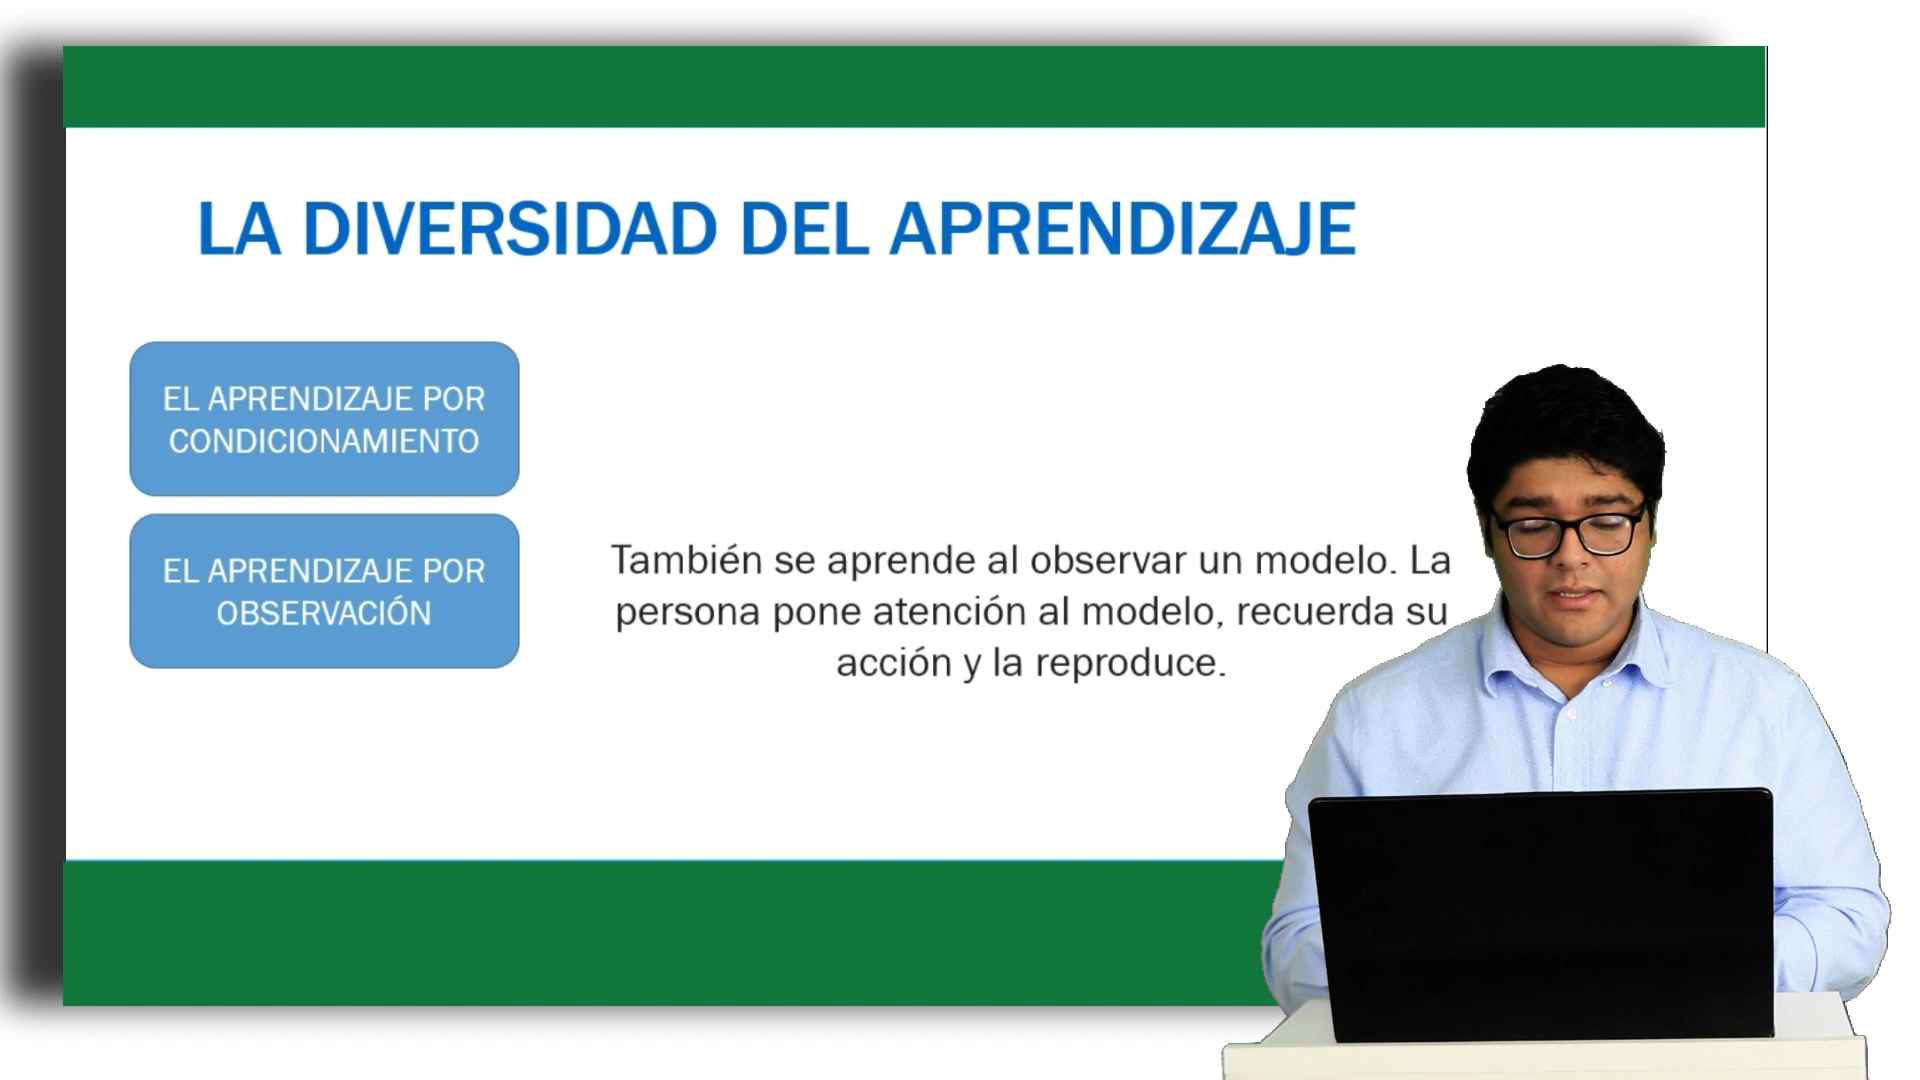 LA DIVERSIDAD DEL APRENDIZAJE
EL APRENDIZAJE POR
CONDICIONAMIENTO
EL APRENDIZAJE POR
OBSERVACIÓN
También se aprende al observar un modelo. La
persona pone atención al modelo, recuerda su
acción y la reproduce.